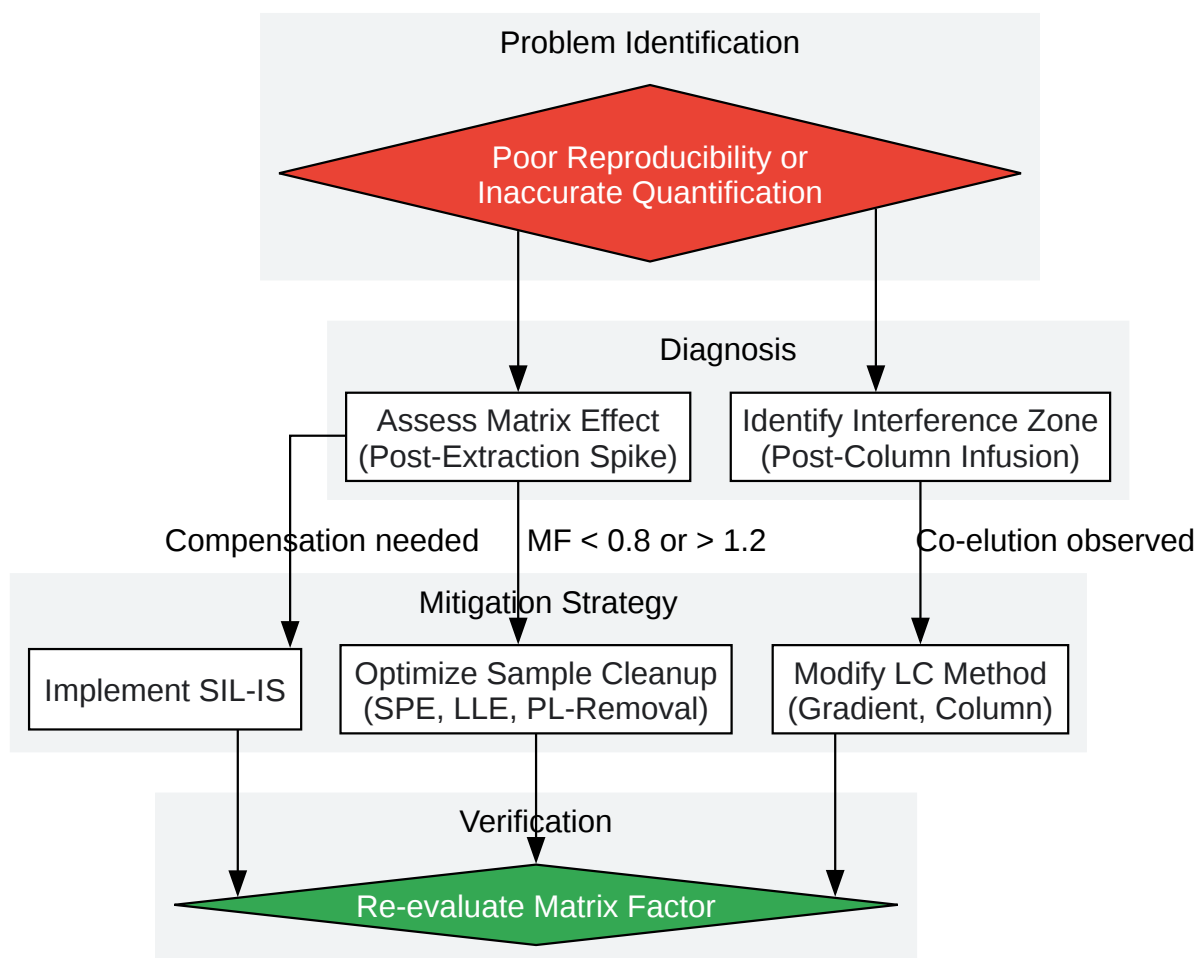 Problem Identification
Poor Reproducibility or
Inaccurate Quantification
Diagnosis
Assess Matrix Effect
(Post-Extraction Spike)
Identify Interference Zone
(Post-Column Infusion)
Compensation needed
MF < 0.8 or > 1.2
Co-elution observed
Mitigation Strategy
Implement SIL-IS
Optimize Sample Cleanup
(SPE, LLE, PL-Removal)
Modify LC Method
(Gradient, Column)
Verification
Re-evaluate Matrix Factor